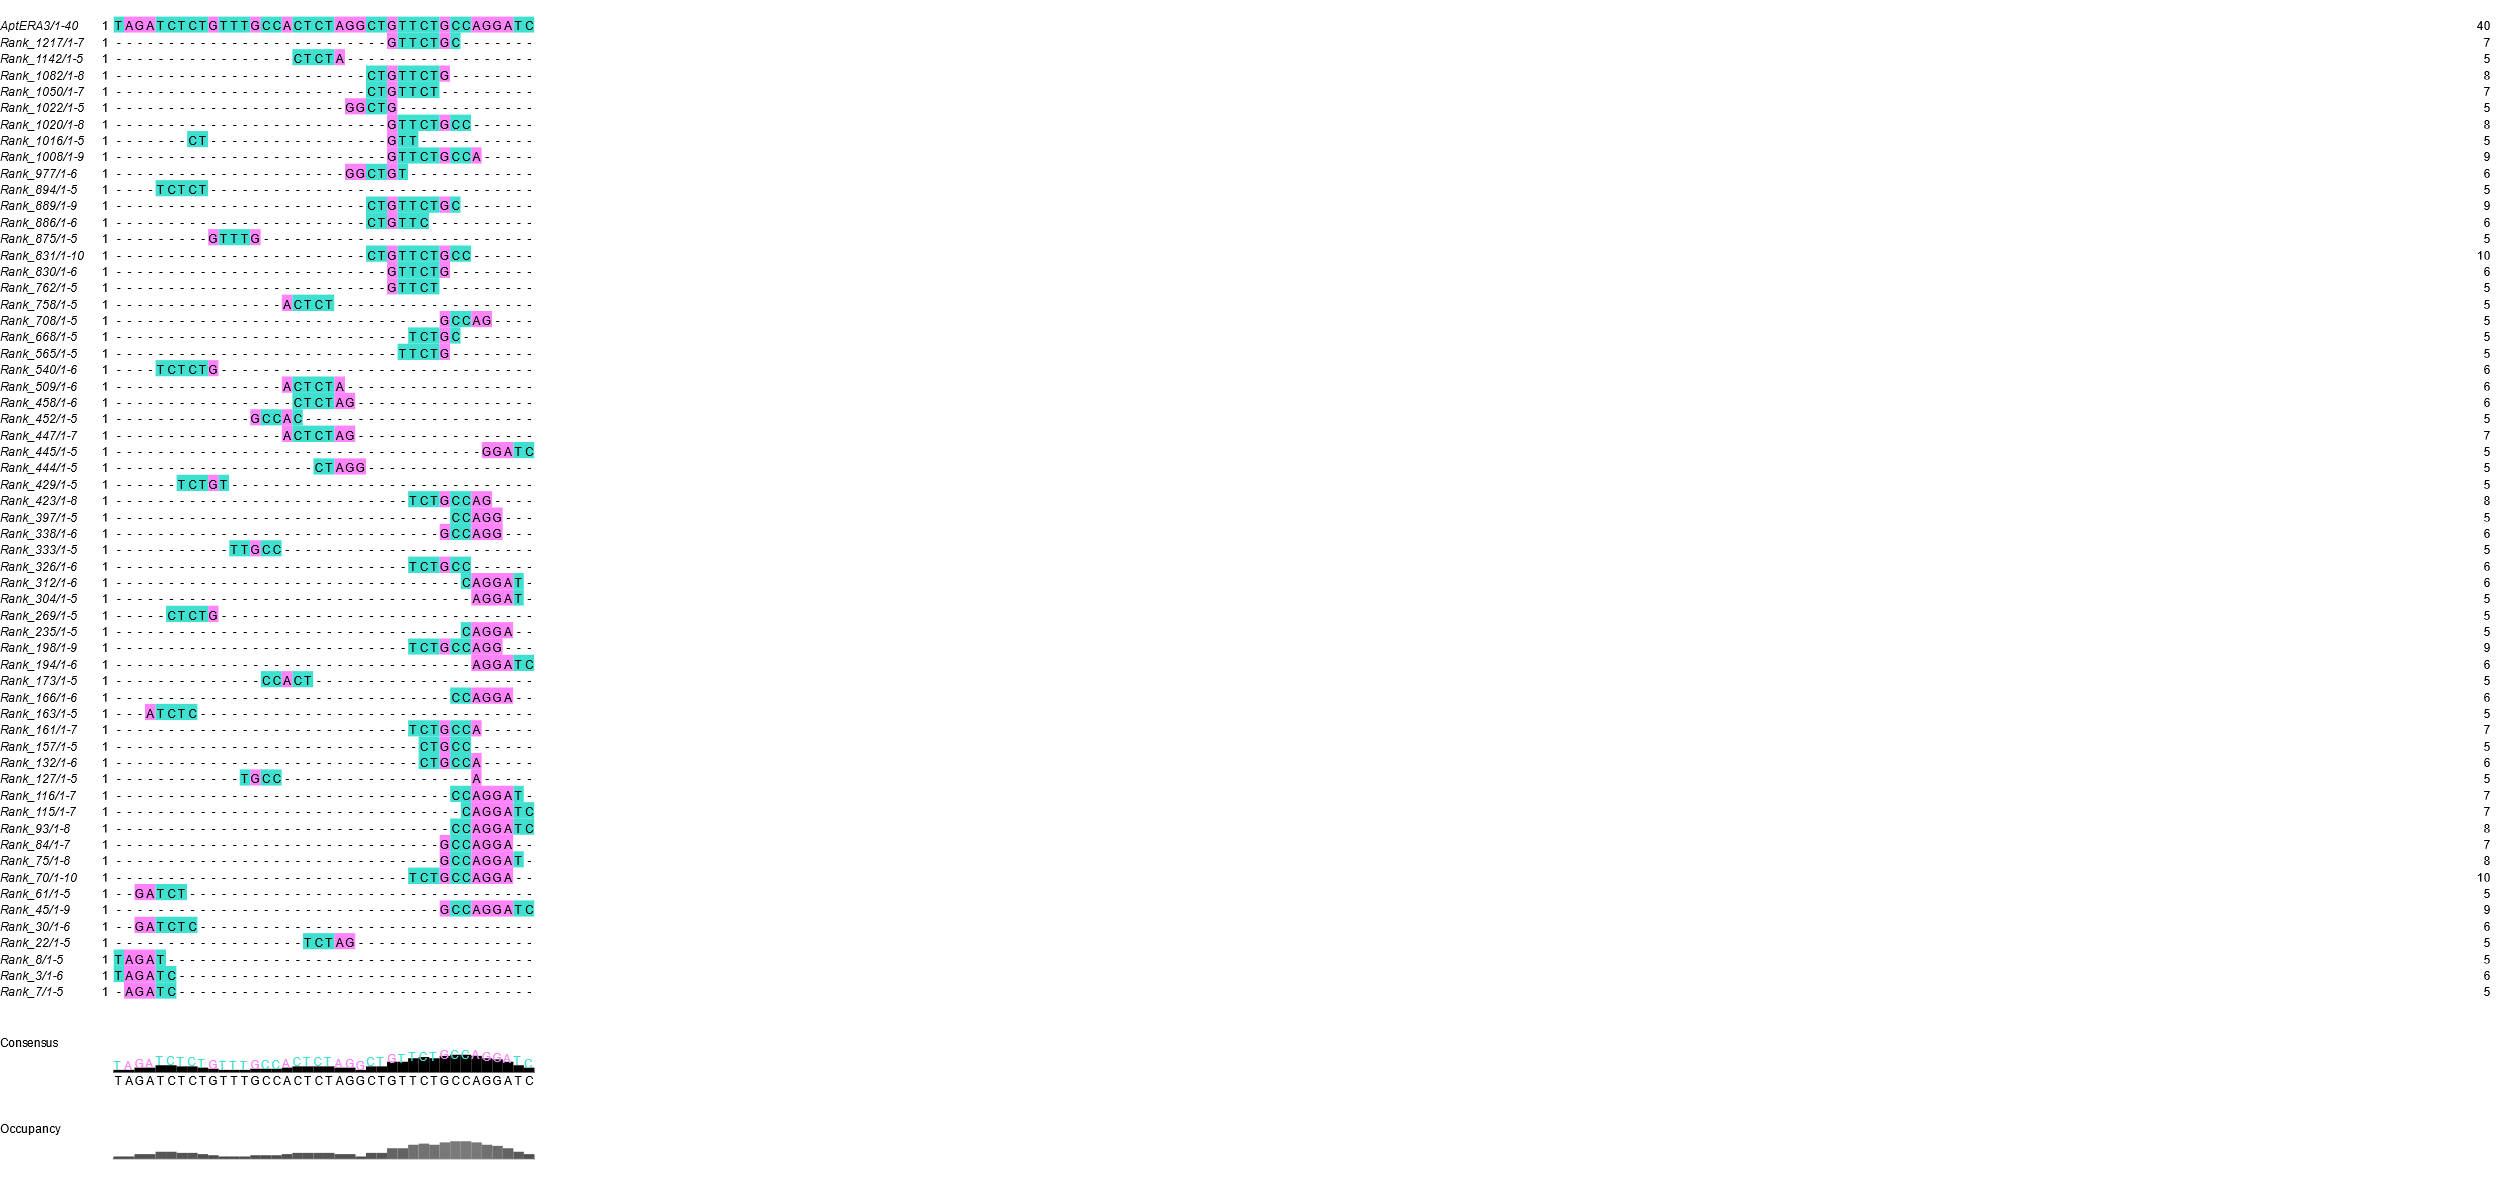 AptERA3/1-40 1 TAGATCTCTGTTTGCCACTCTAGGCTGTTCTGCCAGGATC 40
Rank_1217/1-7 1 --------------------------GTTCTGC------- 7
Rank_1142/1-5 1 -----------------CTCTA------------------ 5
Rank_1082/1-8 1 ------------------------CTGTTCTG-------- 8
Rank_1050/1-7 1 ------------------------CTGTTCT--------- 7
Rank_1022/1-5 1 ----------------------GGCTG------------- 5
Rank_1020/1-8 1 --------------------------GTTCTGCC------ 8
Rank_1016/1-5 1 -------CT-----------------GTT----------- 5
Rank_1008/1-9 1 --------------------------GTTCTGCCA----- 9
Rank_977/1-6 1 ----------------------GGCTGT------------ 6
Rank_894/1-5 1 ----TCTCT------------------------------- 5
Rank_889/1-9 1 ------------------------CTGTTCTGC------- 9
Rank_886/1-6 1 ------------------------CTGTTC---------- 6
Rank_875/1-5 1 ---------GTTTG-------------------------- 5
Rank_831/1-10 1 ------------------------CTGTTCTGCC------ 10
Rank_830/1-6 1 --------------------------GTTCTG-------- 6
Rank_762/1-5 1 --------------------------GTTCT--------- 5
Rank_758/1-5 1 ----------------ACTCT------------------- 5
Rank_708/1-5 1 -------------------------------GCCAG---- 5
Rank_668/1-5 1 ----------------------------TCTGC------- 5
Rank_565/1-5 1 ---------------------------TTCTG-------- 5
Rank_540/1-6 1 ----TCTCTG------------------------------ 6
Rank_509/1-6 1 ----------------ACTCTA------------------ 6
Rank_458/1-6 1 -----------------CTCTAG----------------- 6
Rank_452/1-5 1 -------------GCCAC---------------------- 5
Rank_447/1-7 1 ----------------ACTCTAG----------------- 7
Rank_445/1-5 1 -----------------------------------GGATC 5
Rank_444/1-5 1 -------------------CTAGG---------------- 5
Rank_429/1-5 1 ------TCTGT----------------------------- 5
Rank_423/1-8 1 ----------------------------TCTGCCAG---- 8
Rank_397/1-5 1 --------------------------------CCAGG--- 5
Rank_338/1-6 1 -------------------------------GCCAGG--- 6
Rank_333/1-5 1 -----------TTGCC------------------------ 5
Rank_326/1-6 1 ----------------------------TCTGCC------ 6
Rank_312/1-6 1 ---------------------------------CAGGAT- 6
Rank_304/1-5 1 ----------------------------------AGGAT- 5
Rank_269/1-5 1 -----CTCTG------------------------------ 5
Rank_235/1-5 1 ---------------------------------CAGGA-- 5
Rank_198/1-9 1 ----------------------------TCTGCCAGG--- 9
Rank_194/1-6 1 ----------------------------------AGGATC 6
Rank_173/1-5 1 --------------CCACT--------------------- 5
Rank_166/1-6 1 --------------------------------CCAGGA-- 6
Rank_163/1-5 1 ---ATCTC-------------------------------- 5
Rank_161/1-7 1 ----------------------------TCTGCCA----- 7
Rank_157/1-5 1 -----------------------------CTGCC------ 5
Rank_132/1-6 1 -----------------------------CTGCCA----- 6
Rank_127/1-5 1 ------------TGCC------------------A----- 5
Rank_116/1-7 1 --------------------------------CCAGGAT- 7
Rank_115/1-7 1 ---------------------------------CAGGATC 7
Rank_93/1-8 1 --------------------------------CCAGGATC 8
Rank_84/1-7 1 -------------------------------GCCAGGA-- 7
Rank_75/1-8 1 -------------------------------GCCAGGAT- 8
Rank_70/1-10 1 ----------------------------TCTGCCAGGA-- 10
Rank_61/1-5 1 --GATCT--------------------------------- 5
Rank_45/1-9 1 -------------------------------GCCAGGATC 9
Rank_30/1-6 1 --GATCTC-------------------------------- 6
Rank_22/1-5 1 ------------------TCTAG----------------- 5
Rank_8/1-5 1 TAGAT----------------------------------- 5
Rank_3/1-6 1 TAGATC---------------------------------- 6
Rank_7/1-5 1 -AGATC---------------------------------- 5
Consensus
TAGATCTCTGTTTGCCACTCTAGGCTGTTCTGCCAGGATC
TAGATCTCTGTTTGCCACTCTAGGCTGTTCTGCCAGGATC
Occupancy